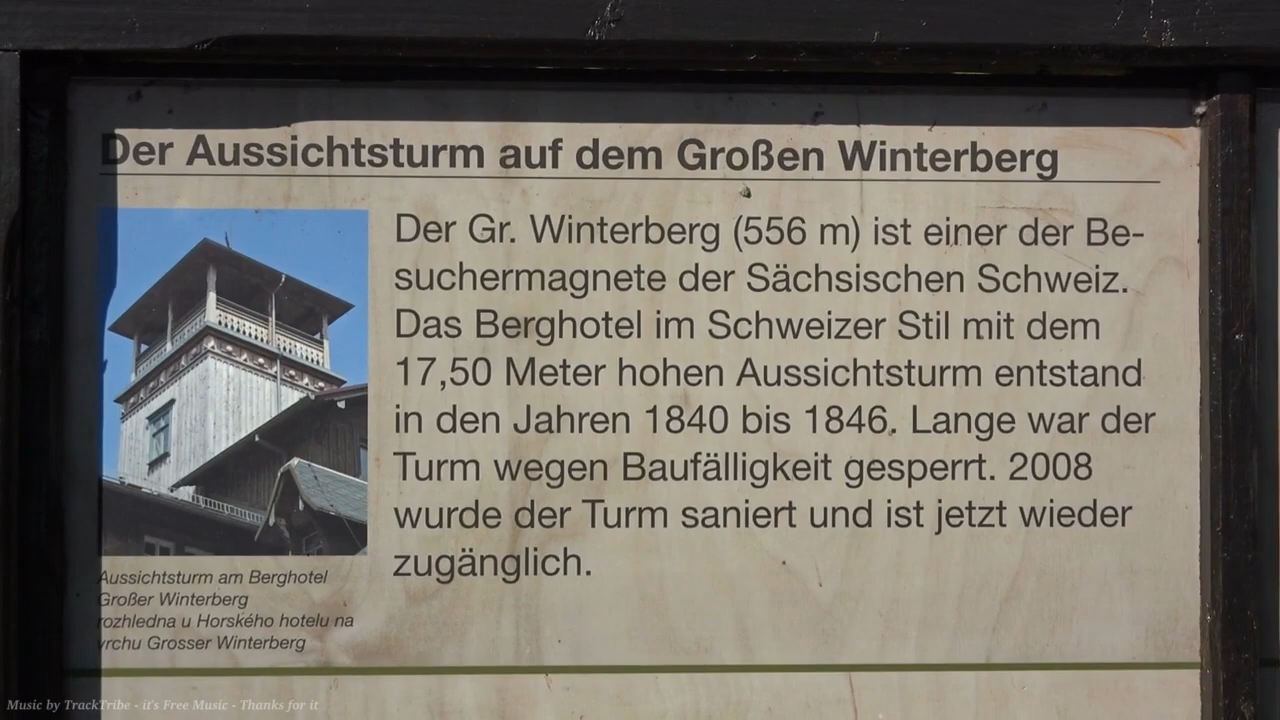 Der Aussichtsturm auf dem Großen Winterberg
Der Gr. Winterberg (556 m) ist einer der Be-
suchermagnete der Sächsischen Schweiz.
Das Berghotel im Schweizer Stil mit dem
17,50 Meter hohen Aussichtsturm entstand
in den Jahren 1840 bis 1846. Lange war der
Turm wegen Baufälligkeit gesperrt. 2008
wurde der Turm saniert und ist jetzt wieder
zugänglich.
Aussichtsturm am Berghotel
Großer Winterberg
rozhledna u Horského hotelu na
vrchu Grosser Winterberg
Music by TrackTribe - it's Free Music - Thanks for it